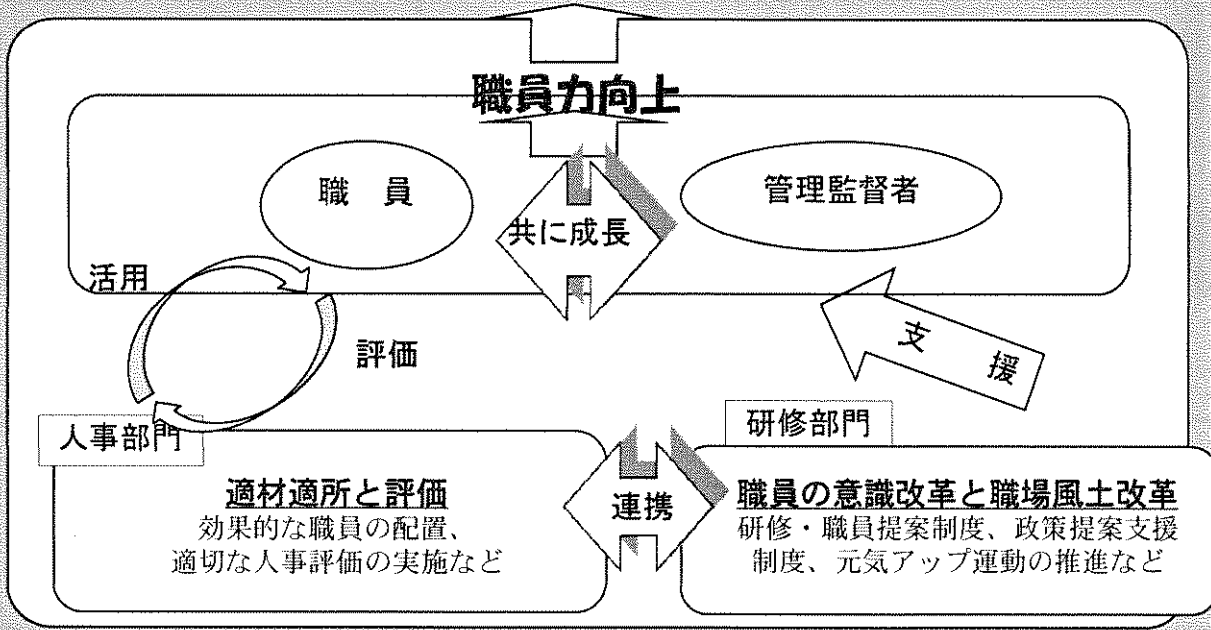 職員力向上
職　員
管理監督者
共に成長
活用
評価
支　援
人事部門
研修部門
適材適所と評価
効果的な職員の配置、
適切な人事評価の実施など
連携
職員の意識改革と職場風土改革
研修・職員提案制度、政策提案支援
制度、元気アップ運動の推進など